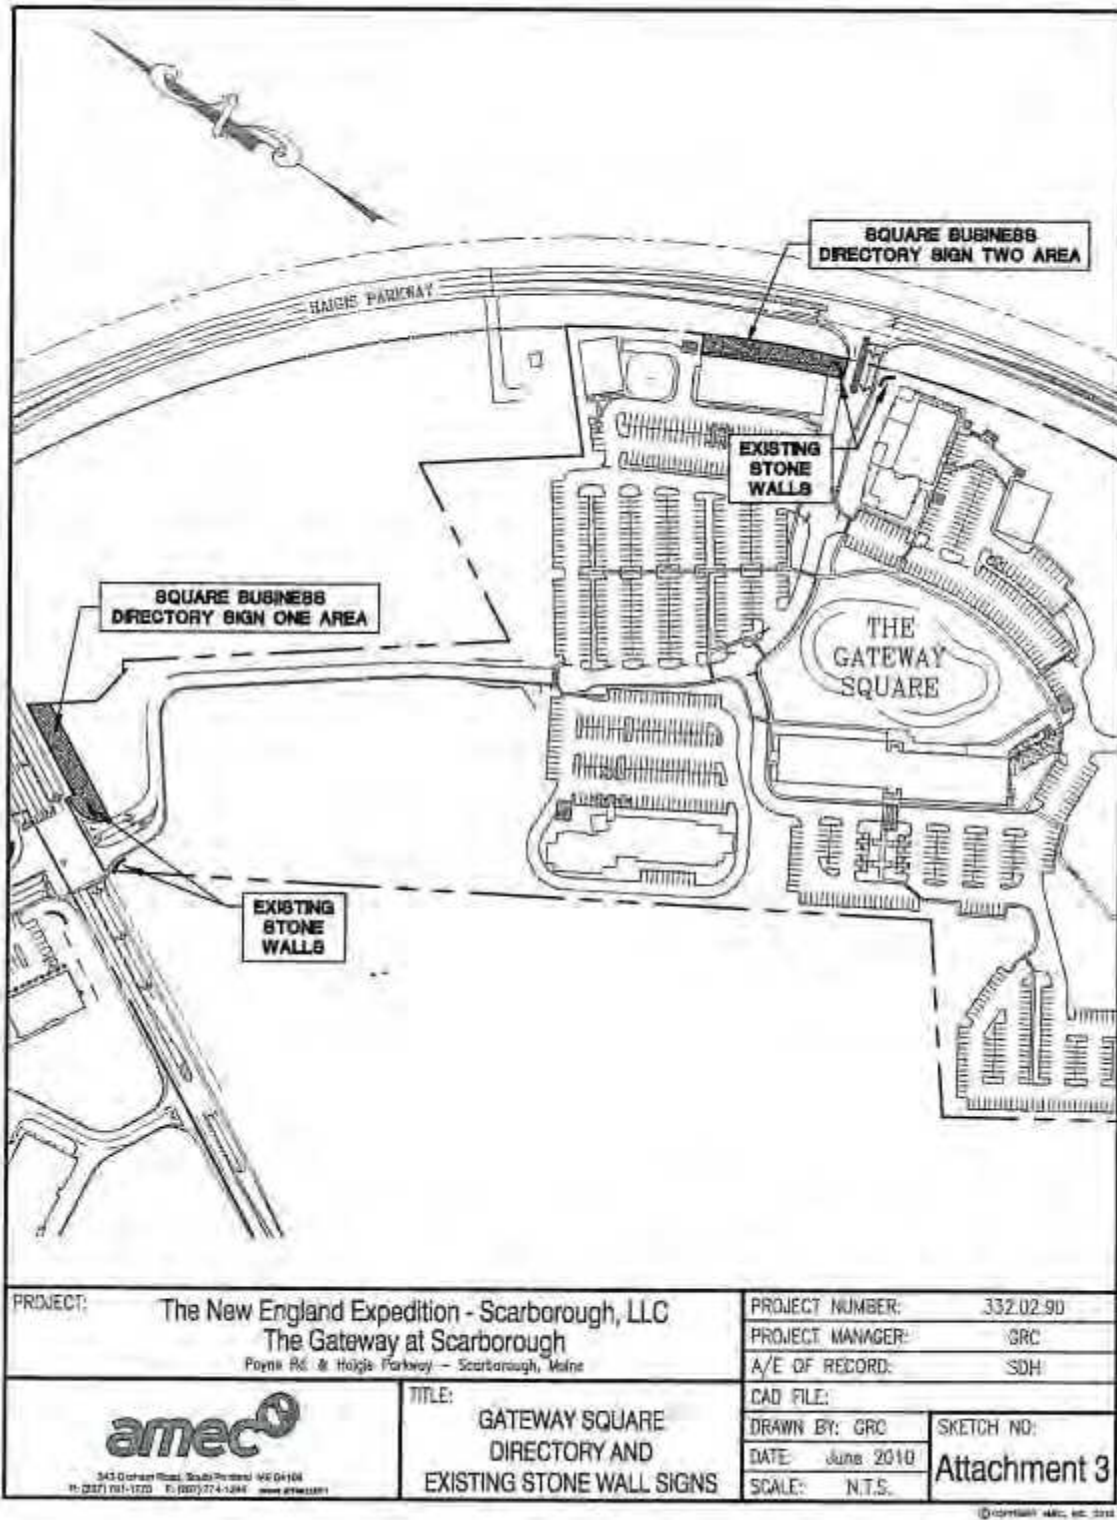 SQUARE BUSINESS
DIRECTORY SIGN TWO AREA
HAIGIS PARKWAY
EXISTING
STONE
WALLS
SQUARE BUSINESS
DIRECTORY SIGN ONE AREA
THE
GATEWAY
SQUARE
EXISTING
STONE
WALLS
PROJECT:
The New England Expedition - Scarborough, LLC
The Gateway at Scarborough
Payne Rd. & Haigis Parkway - Scarborough, Maine
PROJECT NUMBER: 332.02.90
PROJECT MANAGER: GRC
A/E OF RECORD: SDH
CAD FILE:
DRAWN BY: GRC
DATE: June 2010
SCALE: N.T.S.
SKETCH NO:
Attachment 3
TITLE:
GATEWAY SQUARE
DIRECTORY AND
EXISTING STONE WALL SIGNS
amec